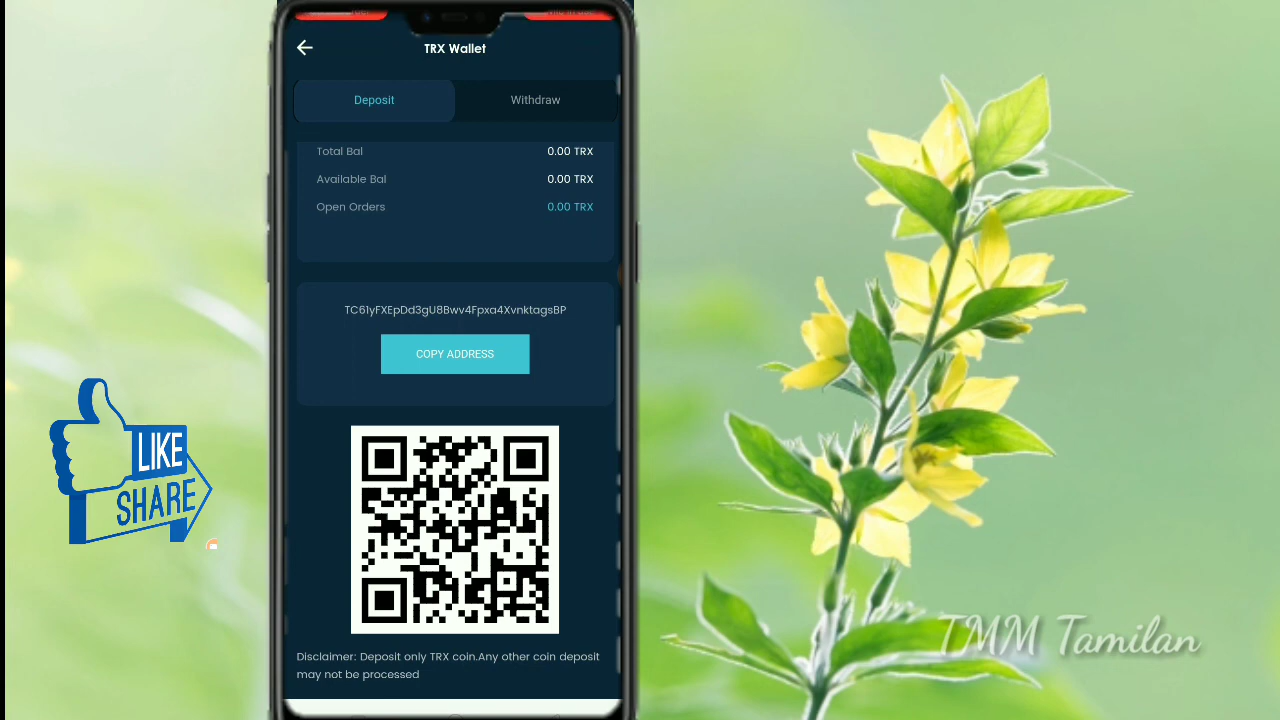 TRX Wallet
Deposit
Withdraw
Total Bal
0.00 TRX
Available Bal
0.00 TRX
Open Orders
0.00 TRX
TC61yFXEpDd3gU8Bwv4Fpxa4XvnktagsBP
COPY ADDRESS
LIKE
SHARE
Disclaimer: Deposit only TRX coin.Any other coin deposit
may not be processed
TMM Tamilan